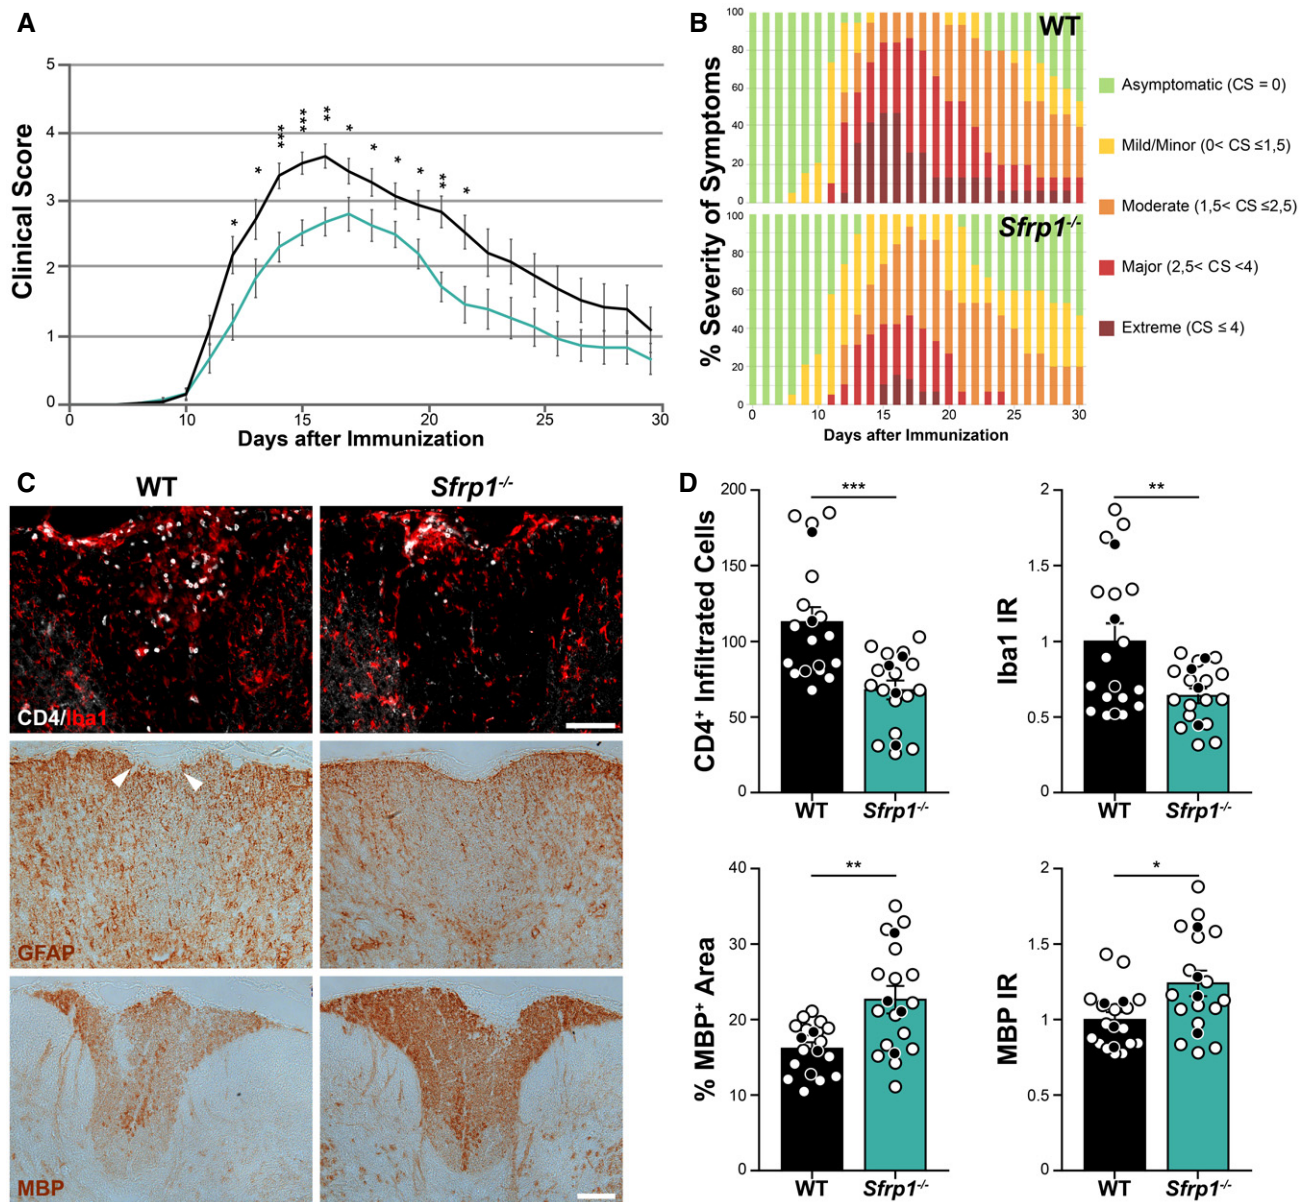 A
5
4
3
2
1
0
Clinical Score
*
*
***
***
**
*
*
*
*
**
*
0
10
15
20
25
30
Days after Immunization
B
WT
100
80
60
40
20
0
Sfrp1-/-
100
80
60
40
20
0
% Severity of Symptoms
0
5
10
15
20
25
30
Days after Immunization
Asymptomatic (CS = 0)
Mild/Minor (0< CS ≤1,5)
Moderate (1,5< CS ≤2,5)
Major (2,5< CS <4)
Extreme (CS ≤ 4)
C
WT
Sfrp1-/-
CD4/Iba1
GFAP
MBP
D
CD4+ Infiltrated Cells
200
150
100
50
0
***
WT
Sfrp1-/-
Iba1 IR
2
1.5
1
0.5
0
**
WT
Sfrp1-/-
% MBP+ Area
40
30
20
10
0
**
WT
Sfrp1-/-
MBP IR
2
1.5
1
0.5
0
*
WT
Sfrp1-/-